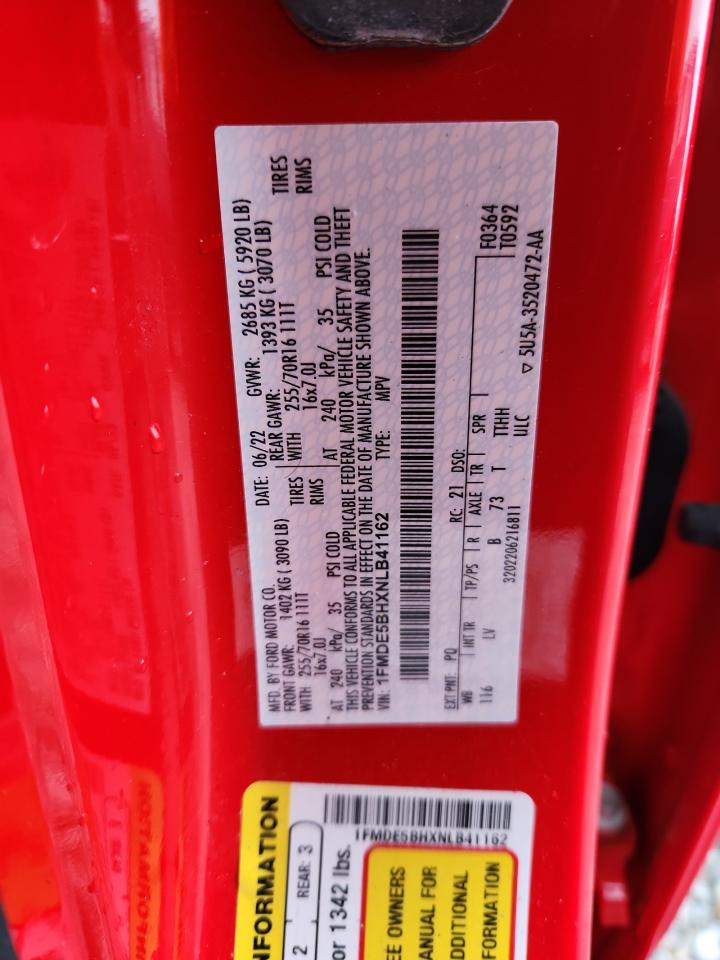 MFD. BY FORD MOTOR CO. DATE: 06/22 GVWR: 2685 KG ( 5920 LB)
FRONT GAWR: 1402 KG ( 3090 LB) REAR GAWR: 1393 KG ( 3070 LB)
WITH 255/70R16 111T TIRES WITH 255/70R16 111T TIRES
16x7.0J RIMS 16x7.0J RIMS
AT 240 kPa/ 35 PSI COLD AT 240 kPa/ 35 PSI COLD
THIS VEHICLE CONFORMS TO ALL APPLICABLE FEDERAL MOTOR VEHICLE SAFETY AND THEFT
PREVENTION STANDARDS IN EFFECT ON THE DATE OF MANUFACTURE SHOWN ABOVE.
VIN: 1FMDE5BHXNLB41162 TYPE: MPV
EXT PNT: PQ RC: 21 DSO: F0364
WB INT TR TP/PS R AXLE TR SPR T0592
116 LV B 73 T TTHH
3202206216811 ULC ▽ 5U5A-3520472-AA
FORMATION
2 REAR: 3
or 1342 lbs.
1FMDE5BHXNLB41162
EE OWNERS
ANUAL FOR
DDITIONAL
FORMATION